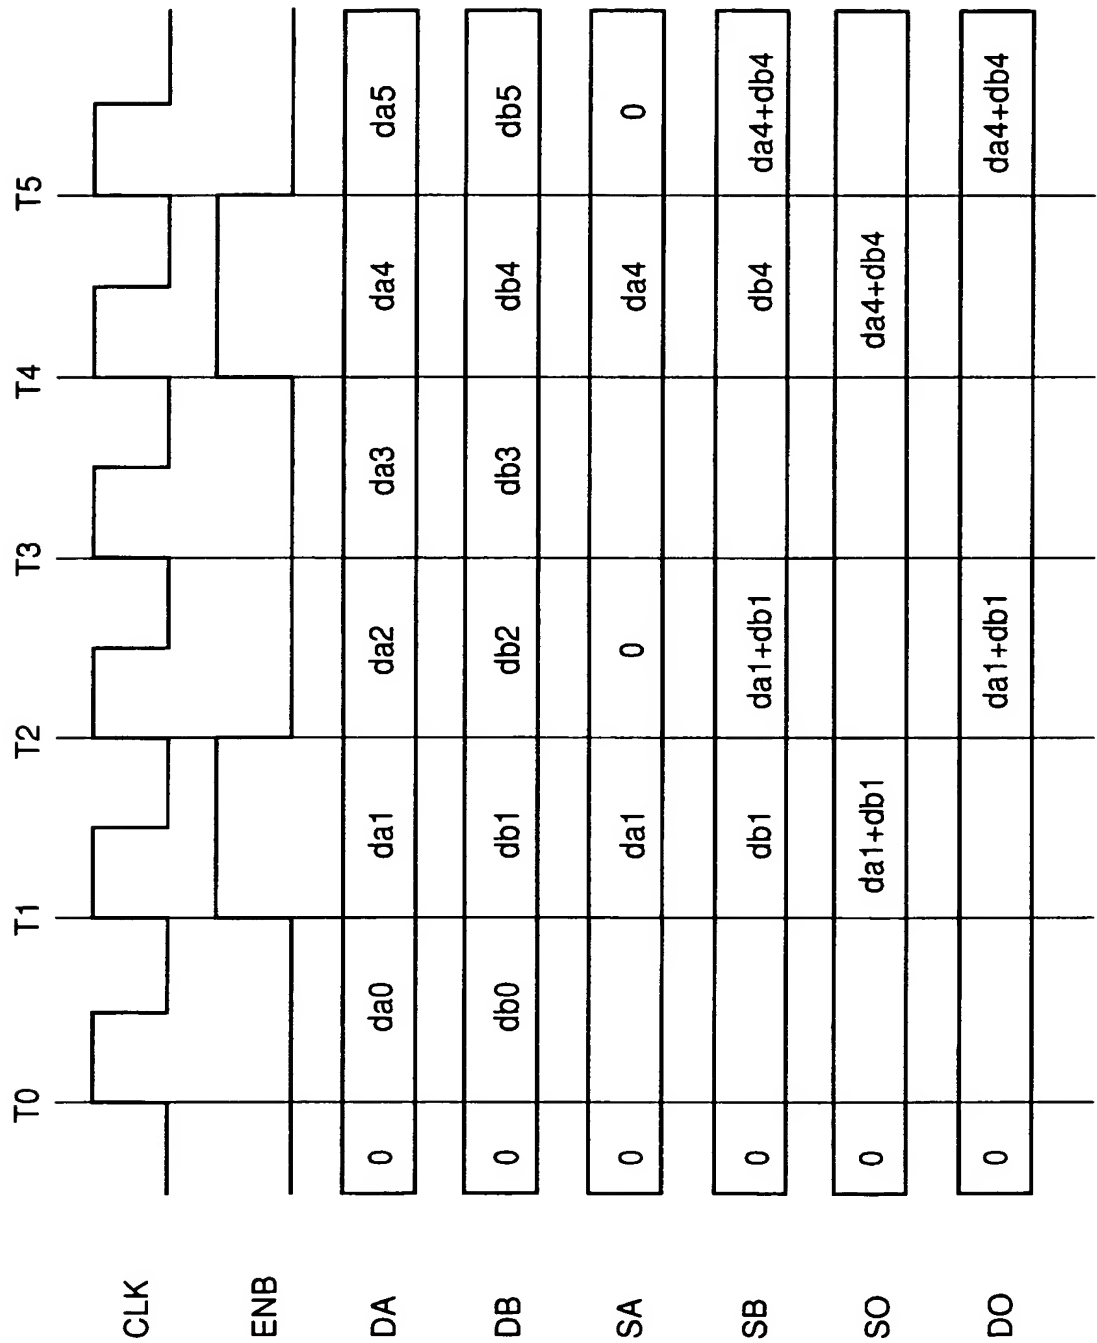 T0 T1 T2 T3 T4 T5
CLK
ENB
DA 0 da0 da1 da2 da3 da4 da5
DB 0 db0 db1 db2 db3 db4 db5
SA 0 da1 0 da4 0
SB 0 db1 da1+db1 db4 da4+db4
SO 0 da1+db1 da4+db4
DO 0 da1+db1 da4+db4